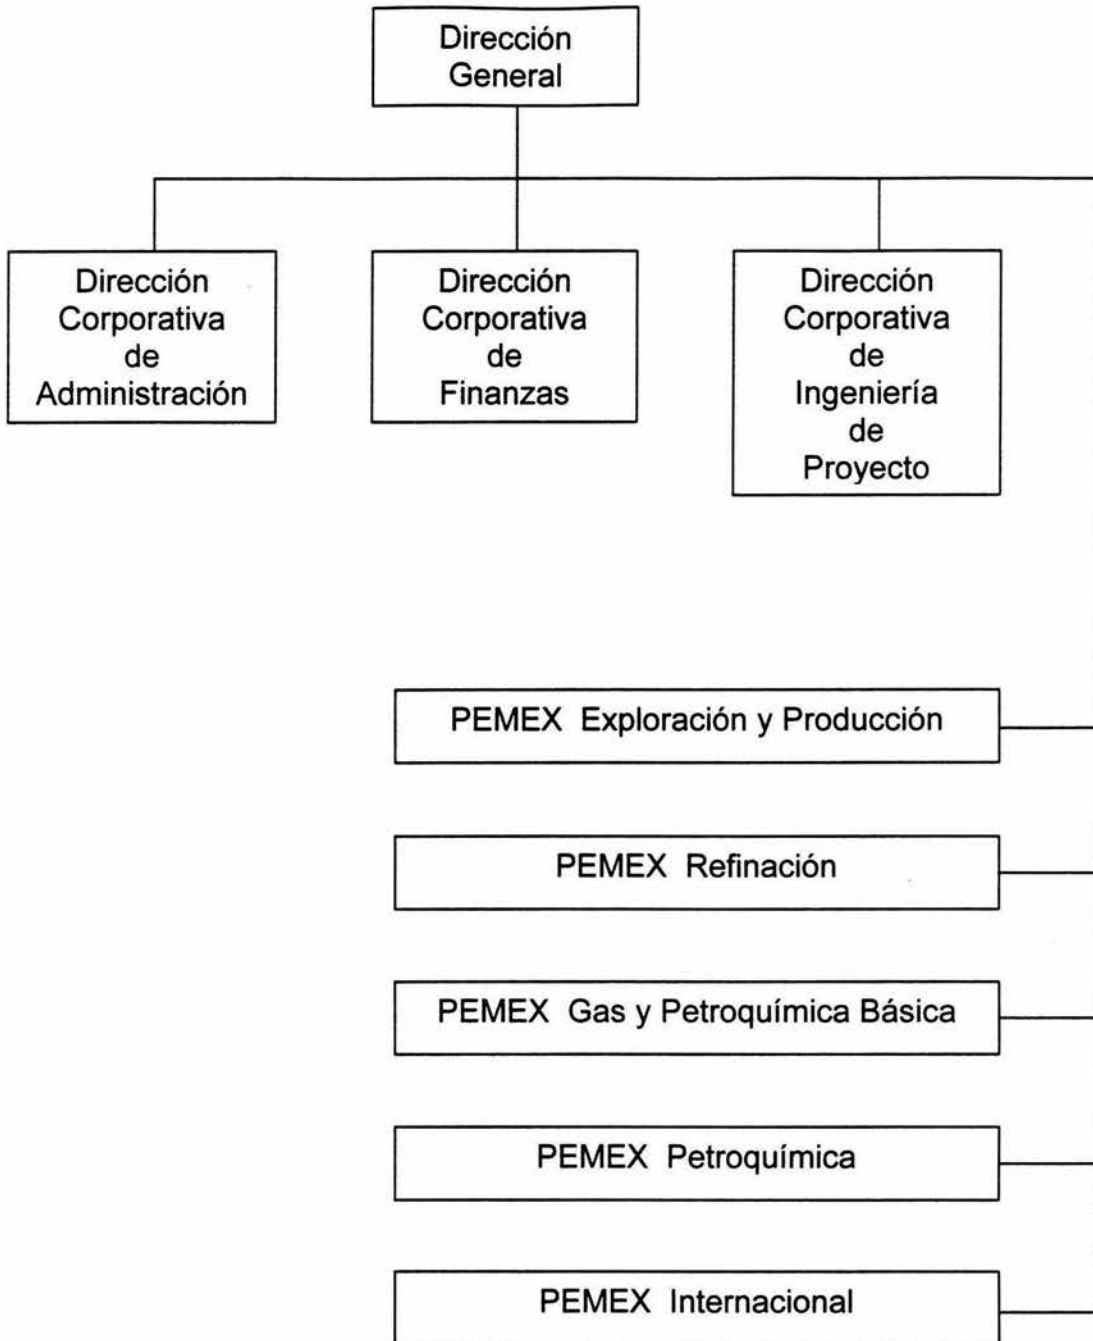 Dirección
General
Dirección
Corporativa
de
Administración
Dirección
Corporativa
de
Finanzas
Dirección
Corporativa
de
Ingeniería
de
Proyecto
PEMEX Exploración y Producción
PEMEX Refinación
PEMEX Gas y Petroquímica Básica
PEMEX Petroquímica
PEMEX Internacional